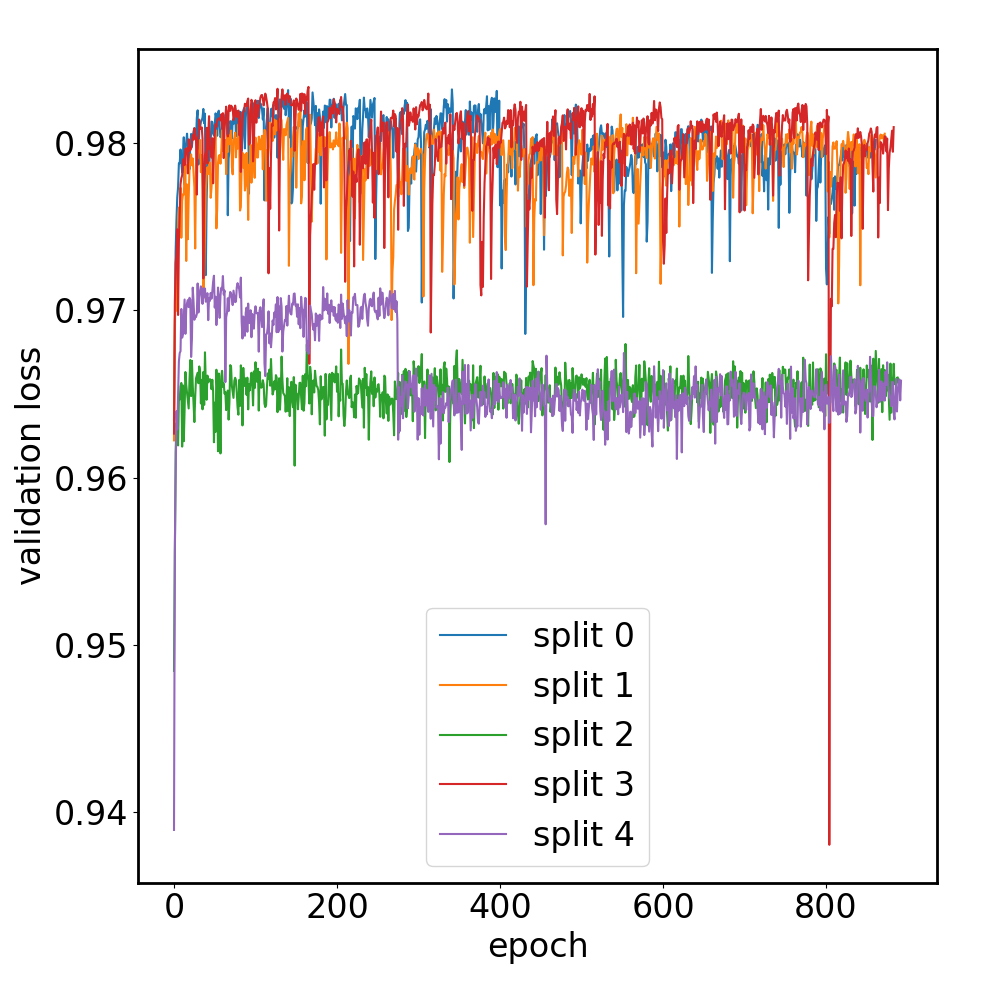 validation loss
0.98
0.97
0.96
0.95
0.94
0
200
400
600
800
epoch
split 0
split 1
split 2
split 3
split 4